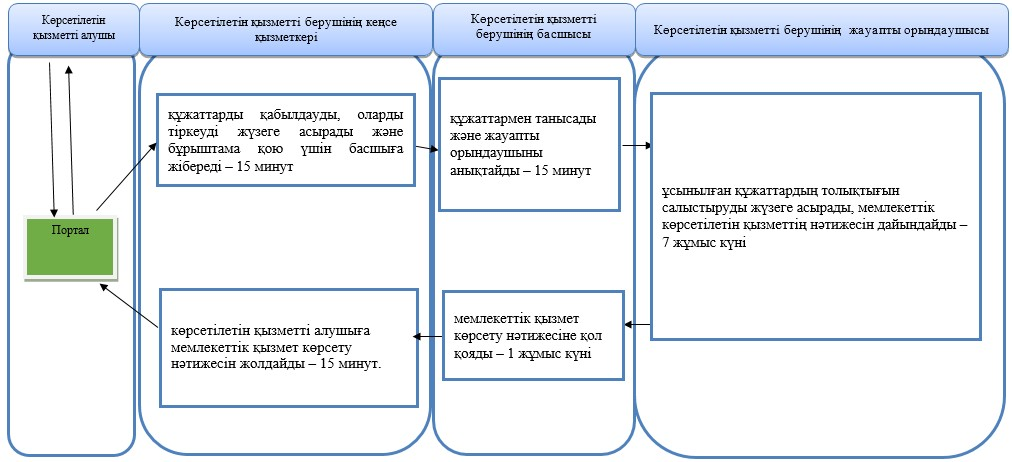 Көрсетілетін
қызметті алушы
Көрсетілетін қызметті берушінің кеңсе
қызметкері
Көрсетілетін қызметті
берушінің басшысы
Көрсетілетін қызметті берушінің жауапты орындаушысы
Портал
құжаттарды қабылдауды, оларды
тіркеуді жүзеге асырады және
бұрыштама қою үшін басшыға
жібереді – 15 минут
құжаттармен танысады
және жауапты
орындаушыны
анықтайды – 15 минут
ұсынылған құжаттардың толықтығын
салыстыруды жүзеге асырады, мемлекеттік
көрсетілетін қызметтің нәтижесін дайындайды –
7 жұмыс күні
мемлекеттік қызмет
көрсету нәтижесіне қол
қояды – 1 жұмыс күні
көрсетілетін қызметті алушыға
мемлекеттік қызмет көрсету
нәтижесін жолдайды – 15 минут.